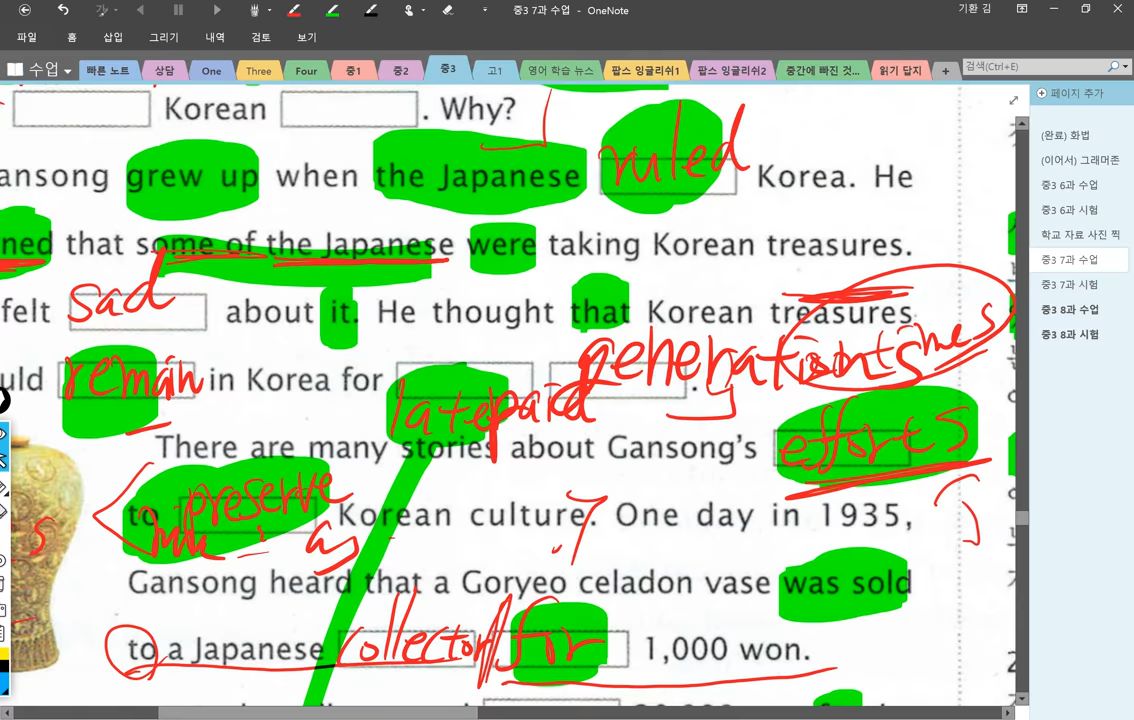 중3 7과 수업 - OneNote
기환 김
파일 홈 삽입 그리기 내역 검토 보기
수업 빠른 노트 상담 One Three Four 중1 중2 중3 고1 영어 학습 뉴스 팝스 잉글리쉬1 팝스 잉글리쉬2 중간에 빠진 것... 읽기 답지 + 검색(Ctrl+E)
페이지 추가
(완료) 화법
(이어서) 그래머존
중3 6과 수업
중3 6과 시험
학교 자료 사진 찍
중3 7과 수업
중3 7과 시험
중3 8과 수업
중3 8과 시험
Korean . Why?
ansong grew up when the Japanese ruled Korea. He
ned that some of the Japanese were taking Korean treasures.
felt sad about it. He thought that Korean treasures
uld remain in Korea for late paid generations
There are many stories about Gansong's efforts
to preserve Korean culture. One day in 1935,
as
Gansong heard that a Goryeo celadon vase was sold
to a Japanese collector for 1,000 won.